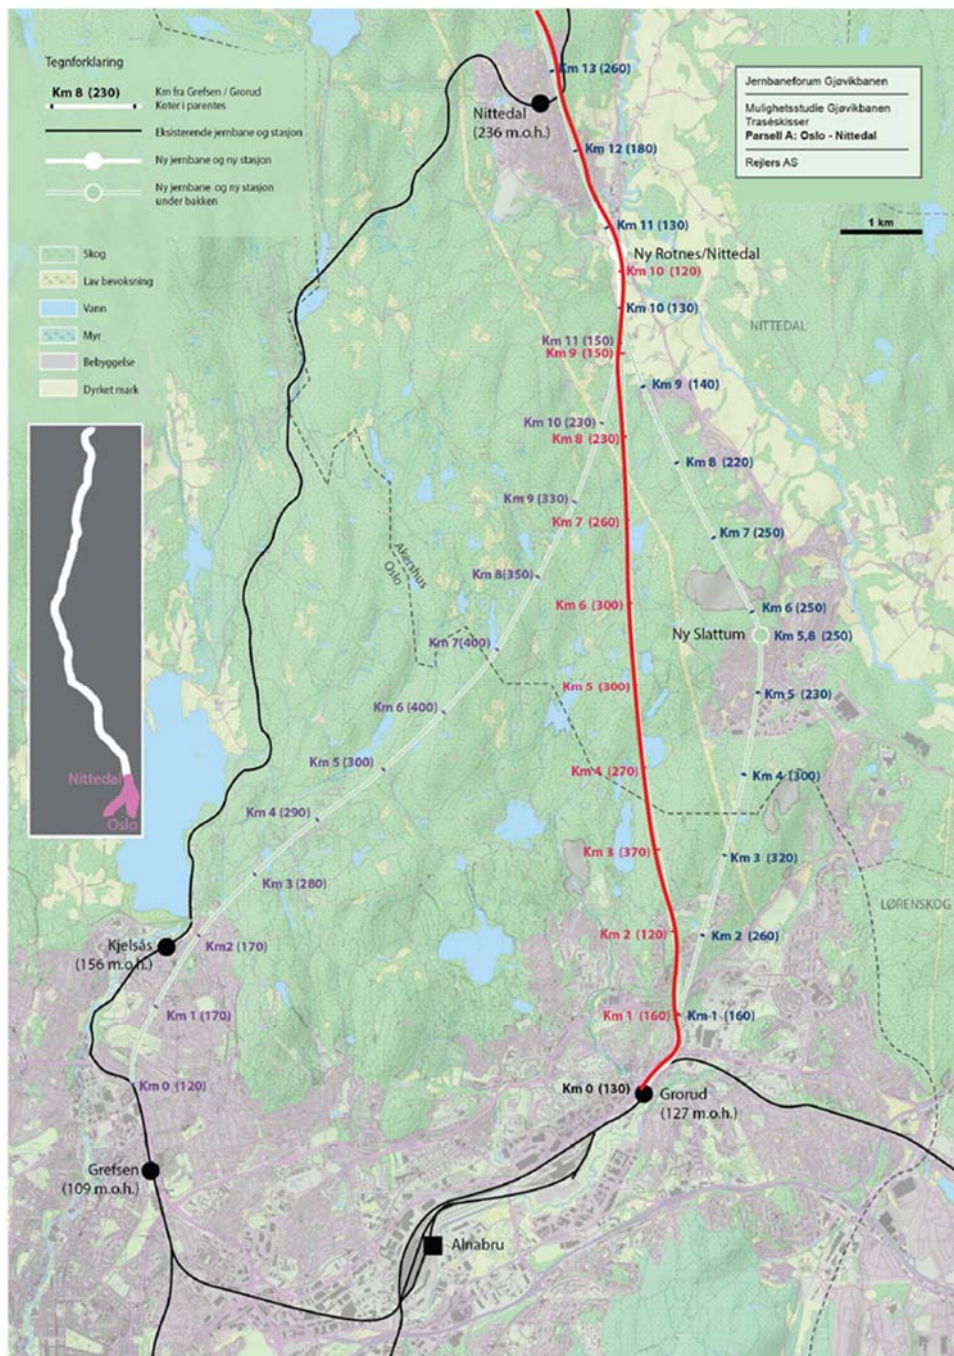 Tegnforklaring
Km 8 (230)
Km fra Grefsen / Grorud
Koter i parentes
Eksisterende jernbane og stasjon
Ny jernbane og ny stasjon
Ny jernbane og ny stasjon
under bakken
Skog
Lav bevoksning
Vann
Myr
Bebyggelse
Dyrket mark
Jernbaneforum Gjøvikbanen
Mulighetsstudie Gjøvikbanen
Traséskisser
Parsell A: Oslo - Nittedal
Rejlers AS
1 km
Km 13 (260)
Nittedal
(236 m.o.h.)
Km 12 (180)
Km 11 (130)
Ny Rotnes/Nittedal
Km 10 (120)
Km 10 (130)
NITTEDAL
Km 11 (150)
Km 9 (150)
Km 9 (140)
Km 10 (230)
Km 8 (230)
Km 8 (220)
Km 9 (330)
Km 7 (260)
Km 7 (250)
Akershus
Oslo
Km 8(350)
Km 6 (300)
Km 6 (250)
Ny Slattum
Km 5,8 (250)
Km 7(400)
Km 5 (300)
Km 5 (230)
Km 6 (400)
Km 5 (300)
Km 4 (270)
Km 4 (300)
Nittedal
Oslo
Km 4 (290)
Km 3 (370)
Km 3 (320)
Km 3 (280)
LØRENSKOG
Km 2 (120)
Km 2 (260)
Kjelsås
(156 m.o.h.)
Km2 (170)
Km 1 (170)
Km 1 (160)
Km 1 (160)
Km 0 (120)
Km 0 (130)
Grorud
(127 m.o.h.)
Grefsen
(109 m.o.h.)
Alnabru